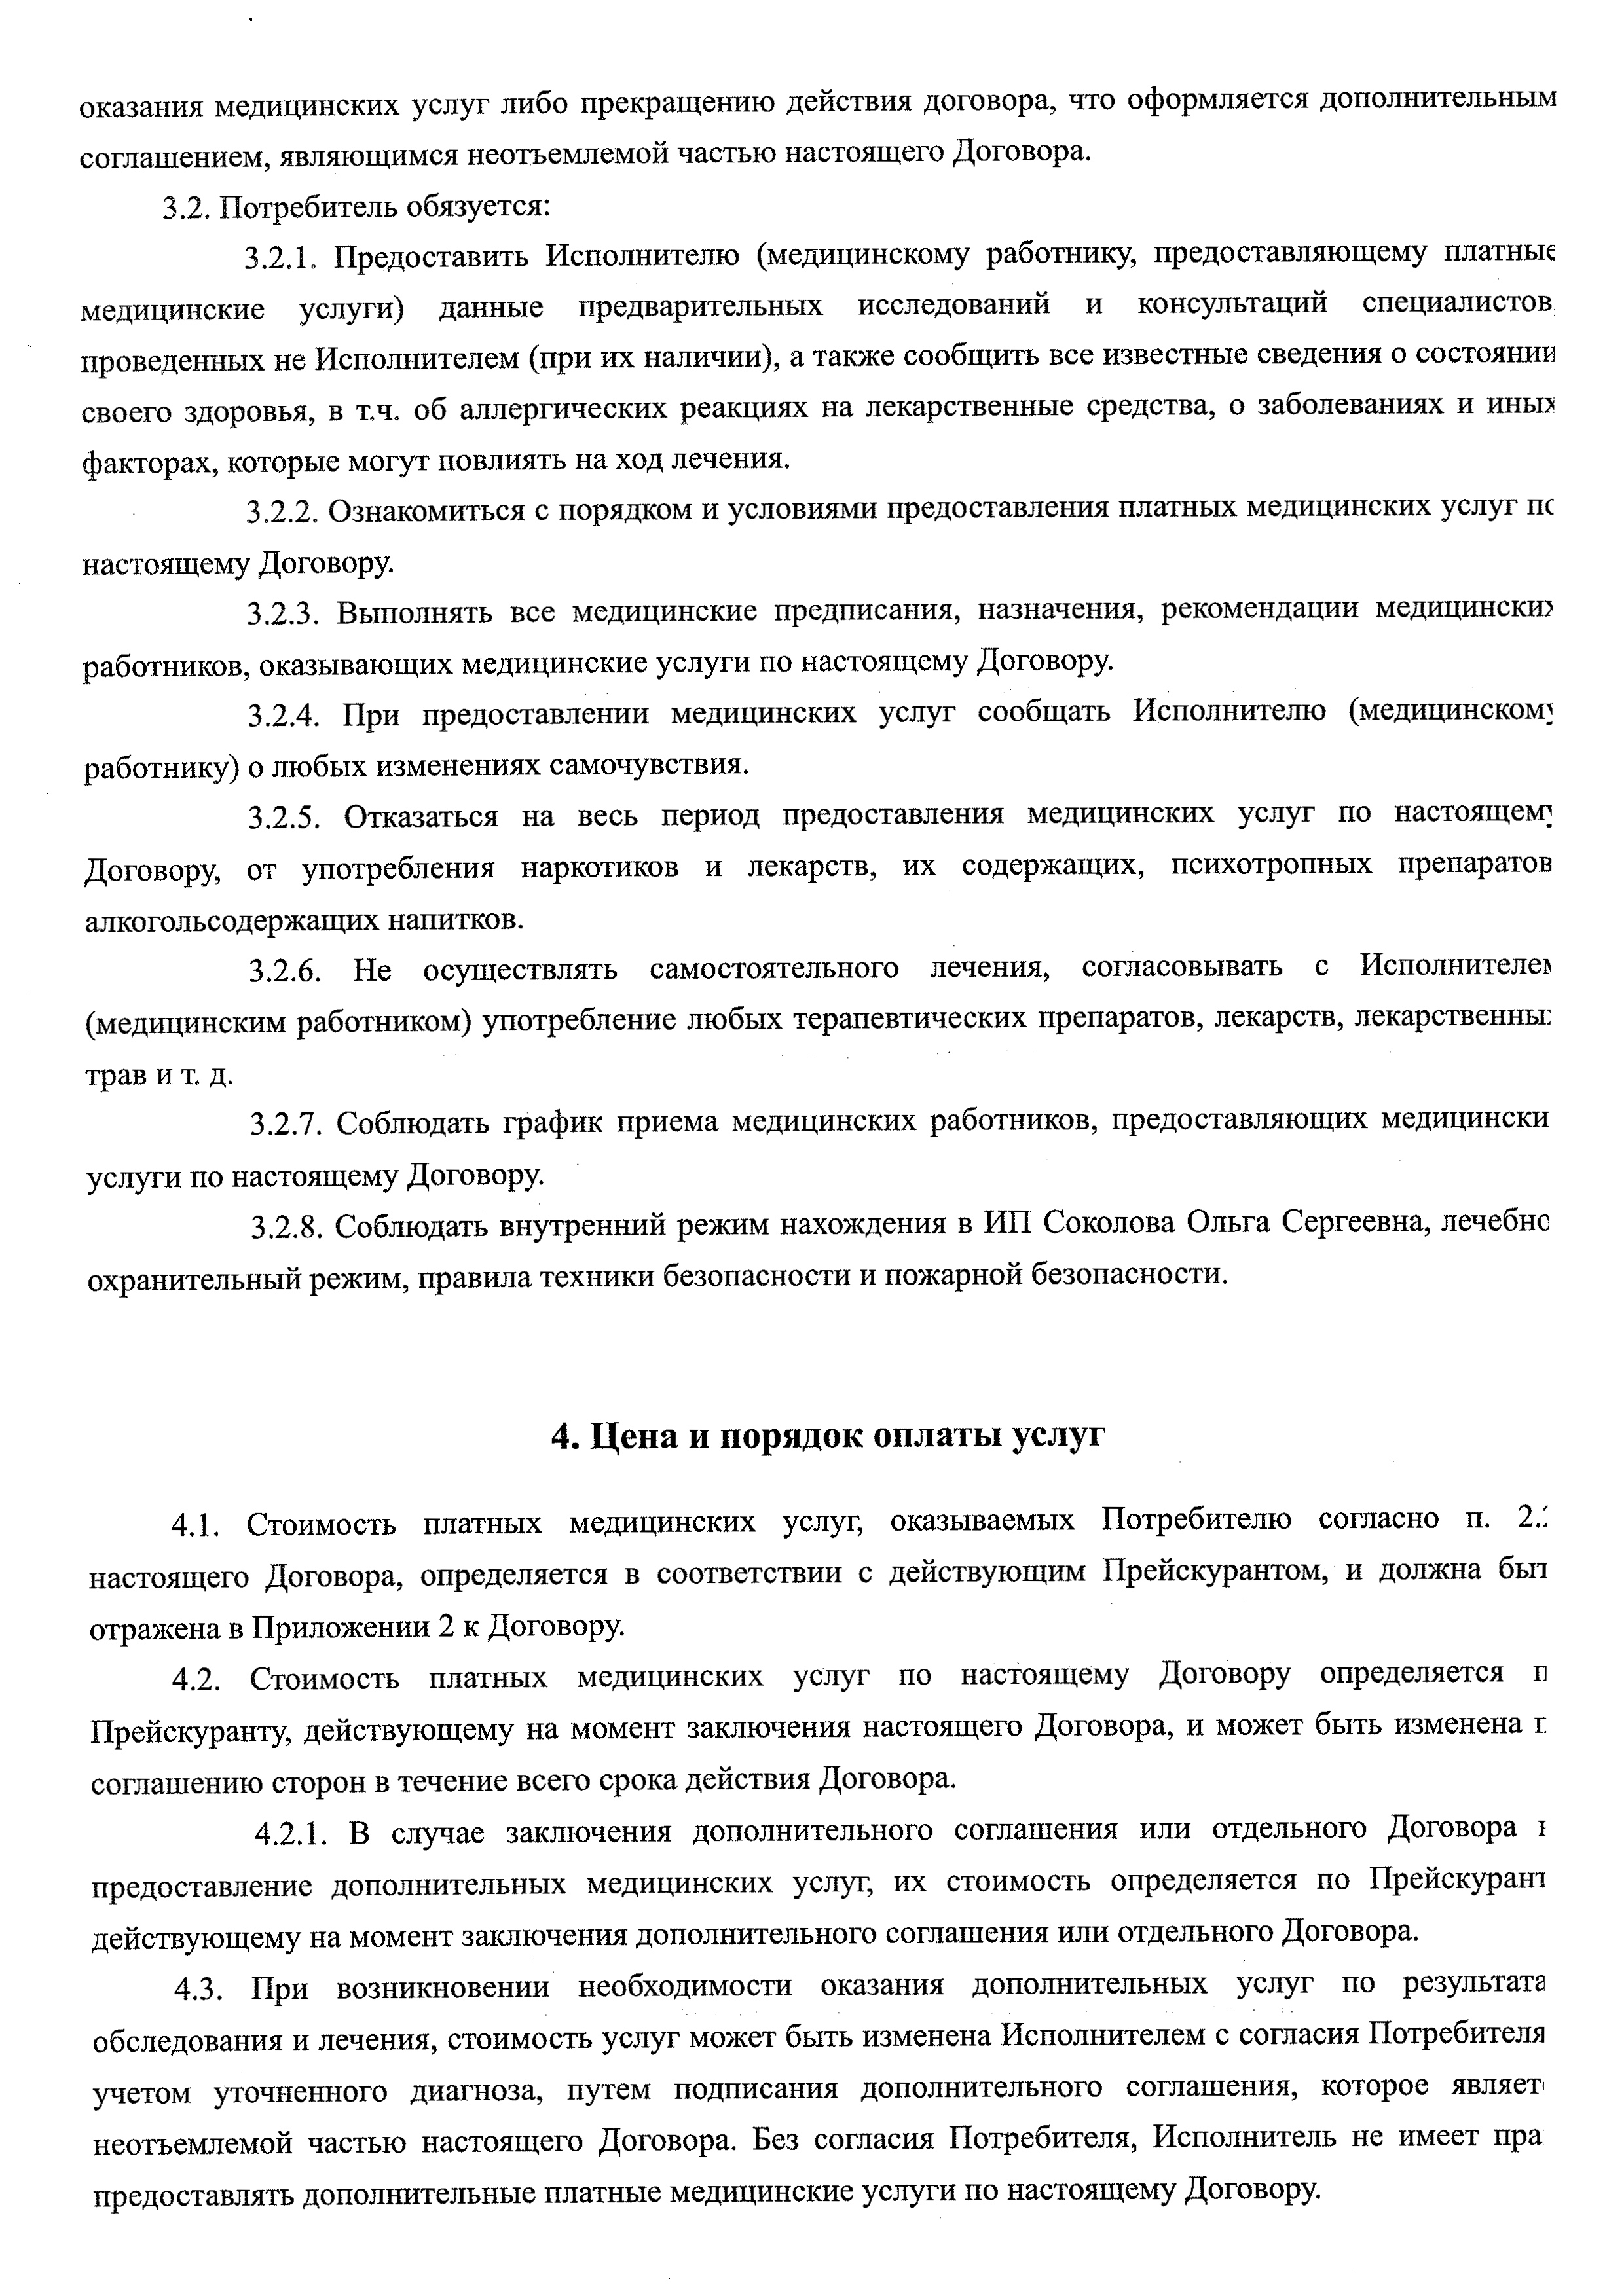 оказания медицинских услуг либо прекращению действия договора, что оформляется дополнительным
соглашением, являющимся неотъемлемой частью настоящего Договора.
3.2. Потребитель обязуется:
3.2.1. Предоставить Исполнителю (медицинскому работнику, предоставляющему платные
медицинские услуги) данные предварительных исследований и консультаций специалистов,
проведенных не Исполнителем (при их наличии), а также сообщить все известные сведения о состоянии
своего здоровья, в т.ч. об аллергических реакциях на лекарственные средства, о заболеваниях и иных
факторах, которые могут повлиять на ход лечения.
3.2.2. Ознакомиться с порядком и условиями предоставления платных медицинских услуг по
настоящему Договору.
3.2.3. Выполнять все медицинские предписания, назначения, рекомендации медицинских
работников, оказывающих медицинские услуги по настоящему Договору.
3.2.4. При предоставлении медицинских услуг сообщать Исполнителю (медицинскому
работнику) о любых изменениях самочувствия.
3.2.5. Отказаться на весь период предоставления медицинских услуг по настоящему
Договору, от употребления наркотиков и лекарств, их содержащих, психотропных препаратов
алкогольсодержащих напитков.
3.2.6. Не осуществлять самостоятельного лечения, согласовывать с Исполнителем
(медицинским работником) употребление любых терапевтических препаратов, лекарств, лекарственны
трав и т. д.
3.2.7. Соблюдать график приема медицинских работников, предоставляющих медицински
услуги по настоящему Договору.
3.2.8. Соблюдать внутренний режим нахождения в ИП Соколова Ольга Сергеевна, лечебно
охранительный режим, правила техники безопасности и пожарной безопасности.
4. Цена и порядок оплаты услуг
4.1. Стоимость платных медицинских услуг, оказываемых Потребителю согласно п.
настоящего Договора, определяется в соответствии с действующим Прейскурантом, и должна быт
отражена в Приложении 2 к Договору.
4.2. Стоимость платных медицинских услуг по настоящему Договору определяется п
Прейскуранту, действующему на момент заключения настоящего Договора, и может быть изменена п
соглашению сторон в течение всего срока действия Договора.
4.2.1. В случае заключения дополнительного соглашения или отдельного Договора
предоставление дополнительных медицинских услуг, их стоимость определяется по Прейскурант
действующему на момент заключения дополнительного соглашения или отдельного Договора.
4.3. При возникновении необходимости оказания дополнительных услуг по результата
обследования и лечения, стоимость услуг может быть изменена Исполнителем с согласия Потребителя
учетом уточненного диагноза, путем подписания дополнительного соглашения, которое являет
неотъемлемой частью настоящего Договора. Без согласия Потребителя, Исполнитель не имеет пра
предоставлять дополнительные платные медицинские услуги по настоящему Договору.